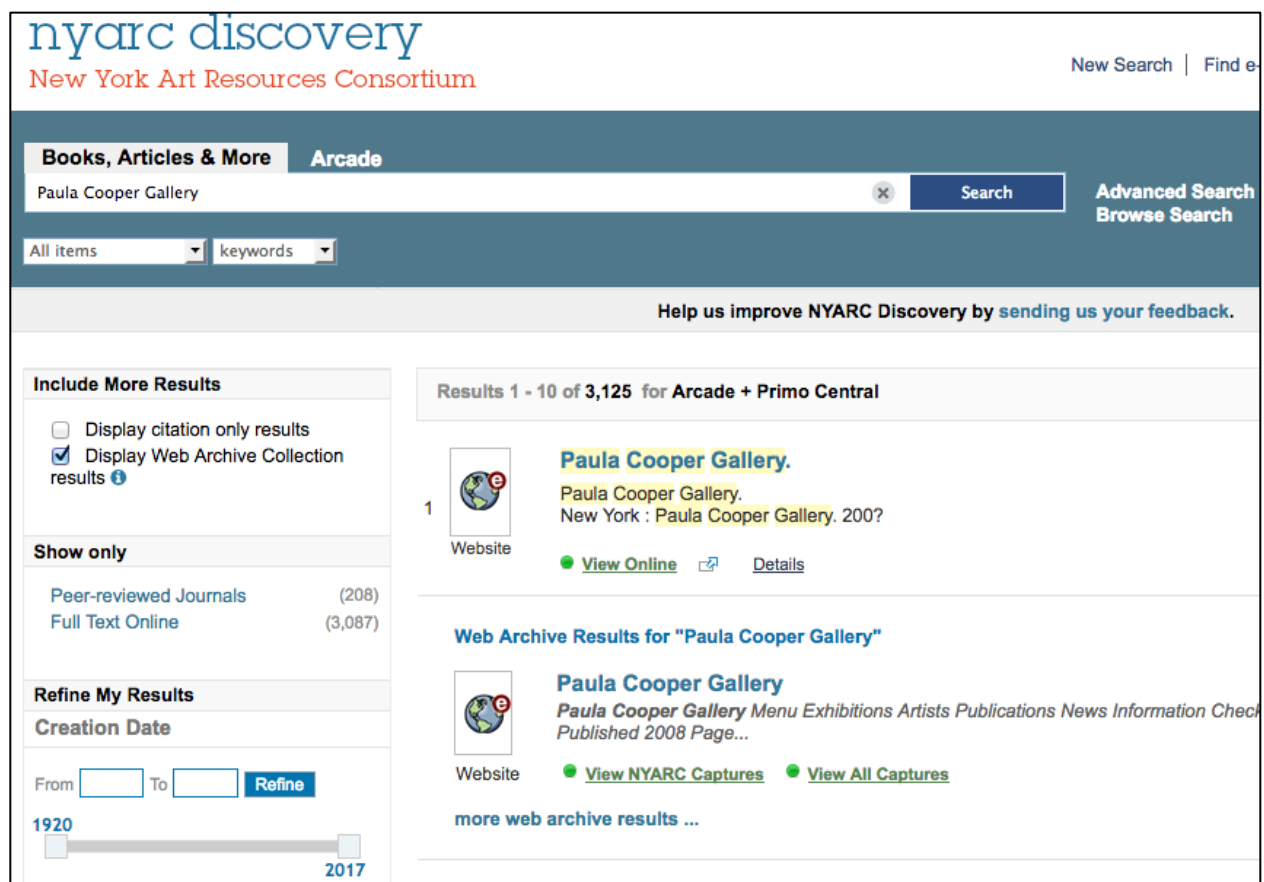 nyarc discovery
New York Art Resources Consortium
New Search | Find e-
Books, Articles & More Arcade
Paula Cooper Gallery
Search
Advanced Search
Browse Search
All items keywords
Help us improve NYARC Discovery by sending us your feedback.
Include More Results
Display citation only results
Display Web Archive Collection
results
Show only
Peer-reviewed Journals (208)
Full Text Online (3,087)
Refine My Results
Creation Date
From To Refine
1920
2017
Results 1 - 10 of 3,125 for Arcade + Primo Central
1
Website
Paula Cooper Gallery.
Paula Cooper Gallery.
New York : Paula Cooper Gallery. 200?
View Online Details
Web Archive Results for "Paula Cooper Gallery"
Website
Paula Cooper Gallery
Paula Cooper Gallery Menu Exhibitions Artists Publications News Information Check
Published 2008 Page...
View NYARC Captures View All Captures
more web archive results ...